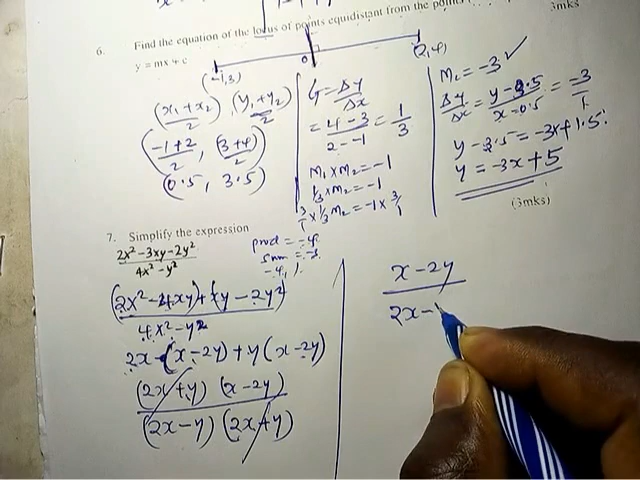 6. Find the equation of the locus of points equidistant from the points
3mks
y = mx + c
(-1,3)
0
(2,4)
(x₁+x₂)/2 , (y₁+y₂)/2
(-1+2)/2 , (3+4)/2
(0.5, 3.5)
G = Δy/Δx
= (4-3)/(2--1) = 1/3
m₁ × m₂ = -1
1/3 × m₂ = -1
3/1 × 1/3 m₂ = -1 × 3/1
M₂ = -3 ✓
Δy/Δx = (y-3.5)/(x-0.5) = -3/1
y - 3.5 = -3x + 1.5
y = -3x + 5
(3mks)
7. Simplify the expression
(2x² - 3xy - 2y²)/(4x² - y²)
prod = -4
sum = -3
-4, 1
(2x² - 4xy) + (xy - 2y²)
4x² - y²
2x (x - 2y) + y (x - 2y)
(2x + y) (x - 2y)
(2x - y) (2x + y)
x - 2y
2x -